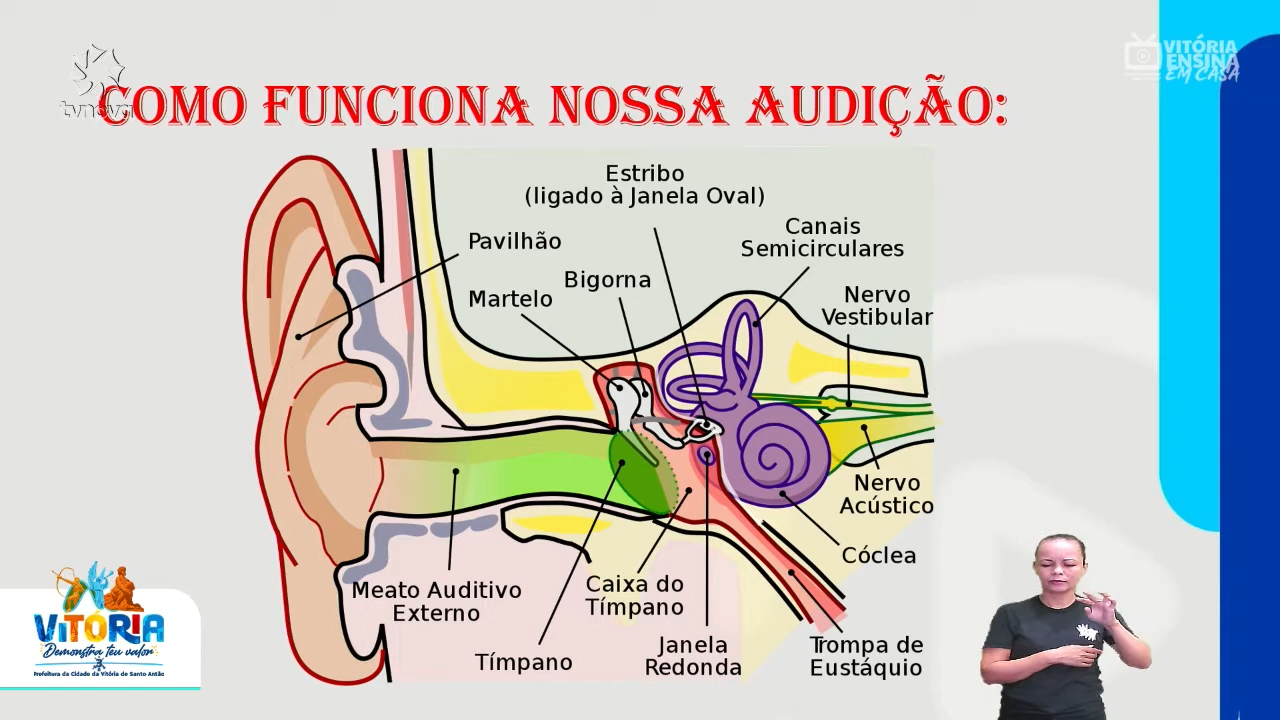 tvnova
VITÓRIA
ENSINA
EM CASA
COMO FUNCIONA NOSSA AUDIÇÃO:
Estribo
(ligado à Janela Oval)
Canais
Semicirculares
Pavilhão
Bigorna
Martelo
Nervo
Vestibular
Nervo
Acústico
Cóclea
Meato Auditivo
Externo
Caixa do
Tímpano
Tímpano
Janela
Redonda
Trompa de
Eustáquio
VITÓRIA
Demonstra teu valor
Prefeitura da Cidade da Vitória de Santo Antão